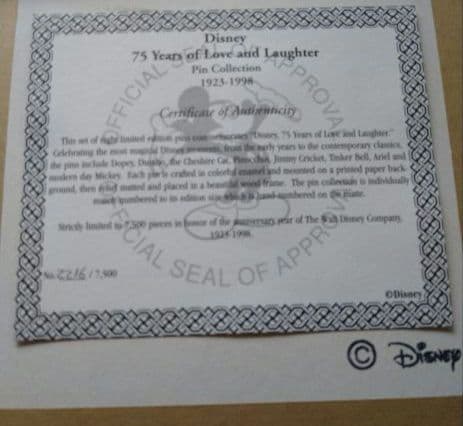 Disney
75 Years of Love and Laughter
Pin Collection
1923-1998
OFFICIAL SEAL OF APPROVAL
Certificate of Authenticity
This set of eight limited edition pins commemorates "Disney, 75 Years of Love and Laughter."
Celebrating the most magical Disney moments, from the early years to the contemporary classics,
the pins include Dopey, Dumbo, the Cheshire Cat, Pinocchio, Jiminy Cricket, Tinker Bell, Ariel and
modern day Mickey. Each pin is crafted in colorful enamel and mounted on a printed paper back-
ground, then matted and placed in a beautiful wood frame. The pin collection is individually
numbered to its edition size which is hand-numbered on the
Strictly limited to 7,500 pieces in honor of the anniversary year of The Walt Disney Company.
1923-1998
OFFICIAL SEAL OF APPROVAL
No. 2216 / 7,500
©Disney
© DISNEY